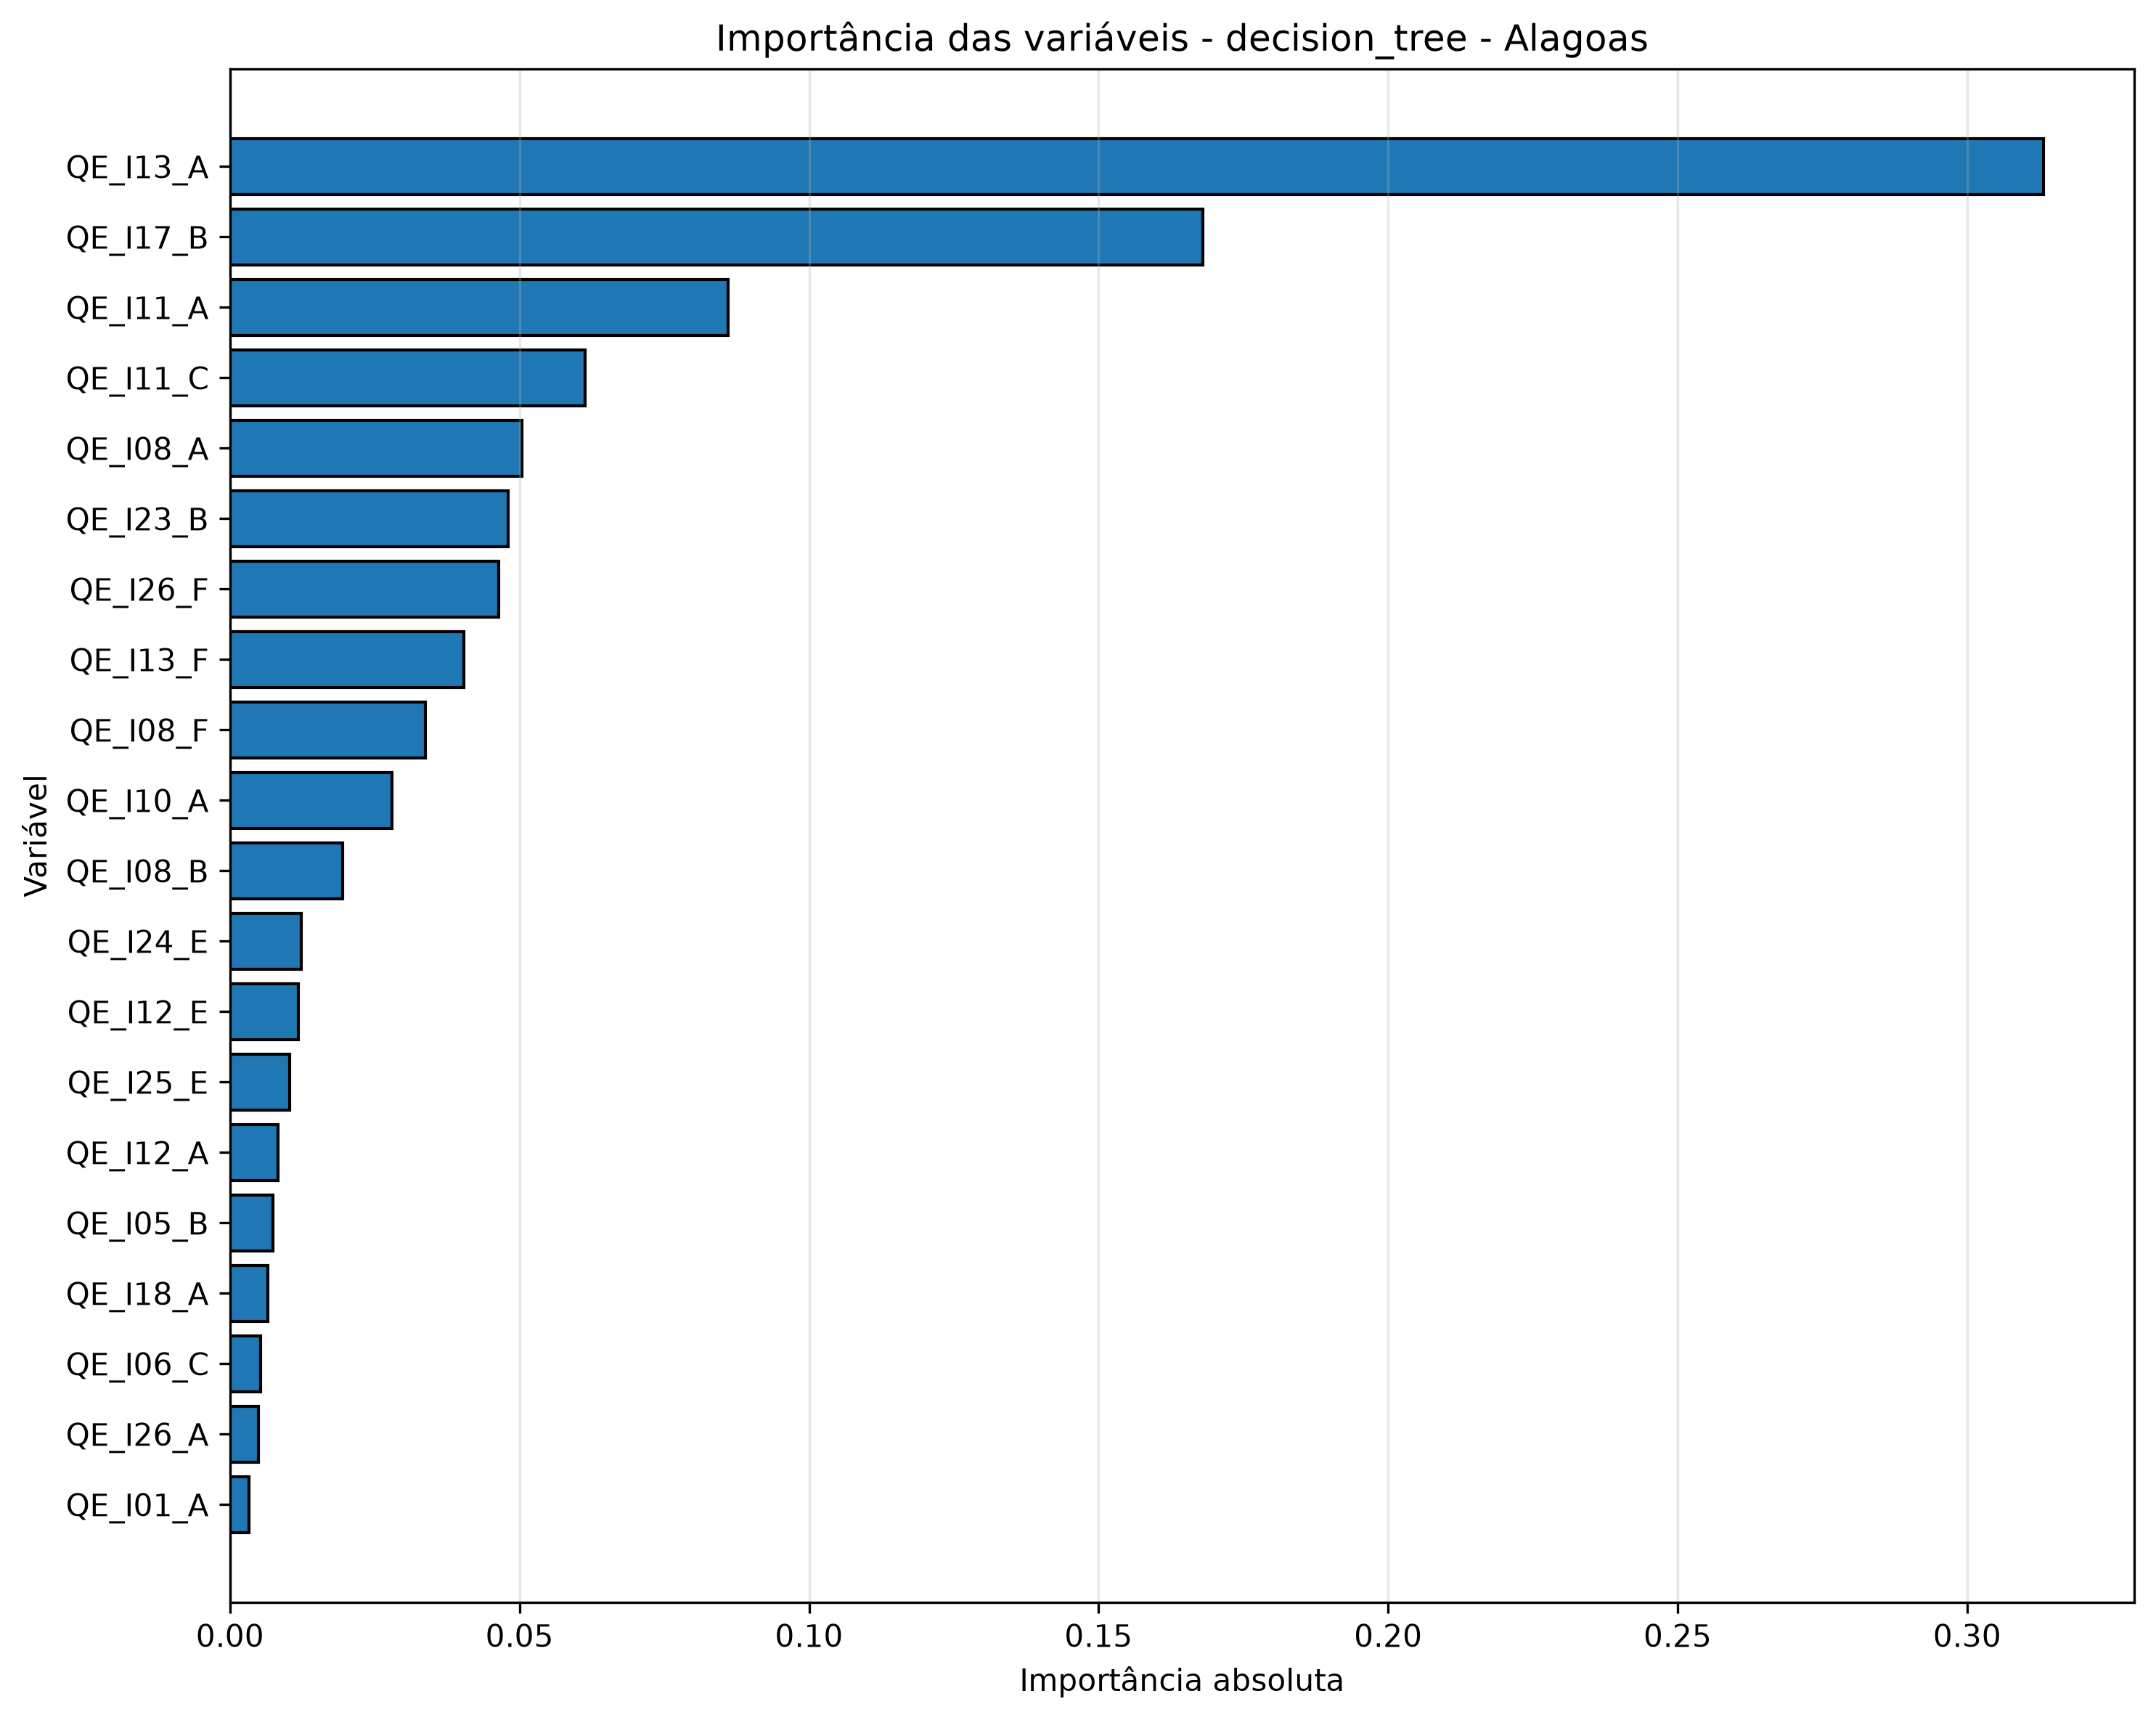 Importância das variáveis - decision_tree - Alagoas
Variável
QE_I13_A
QE_I17_B
QE_I11_A
QE_I11_C
QE_I08_A
QE_I23_B
QE_I26_F
QE_I13_F
QE_I08_F
QE_I10_A
QE_I08_B
QE_I24_E
QE_I12_E
QE_I25_E
QE_I12_A
QE_I05_B
QE_I18_A
QE_I06_C
QE_I26_A
QE_I01_A
0.00 0.05 0.10 0.15 0.20 0.25 0.30
Importância absoluta